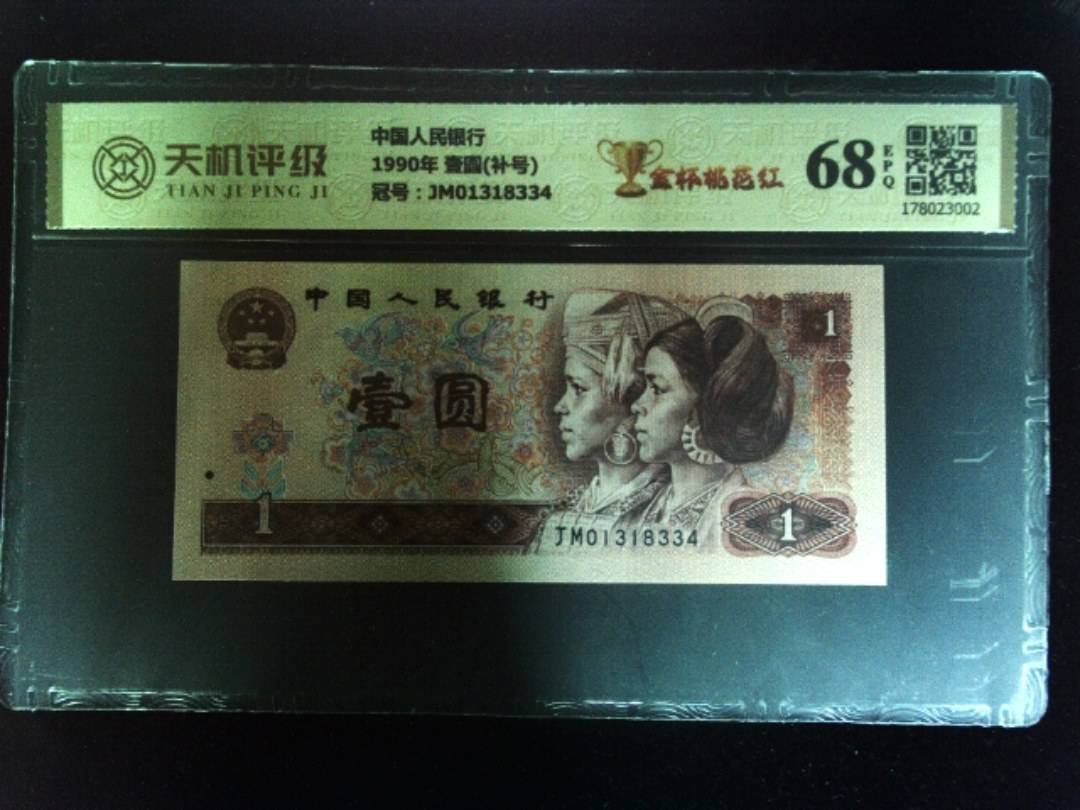 天机评级
TIAN JI PING JI
中国人民银行
1990年 壹圆(补号)
冠号：JM01318334
金杯桃花红
68
EPQ
178023002
中国人民银行
1
壹圆
1
JM01318334
1